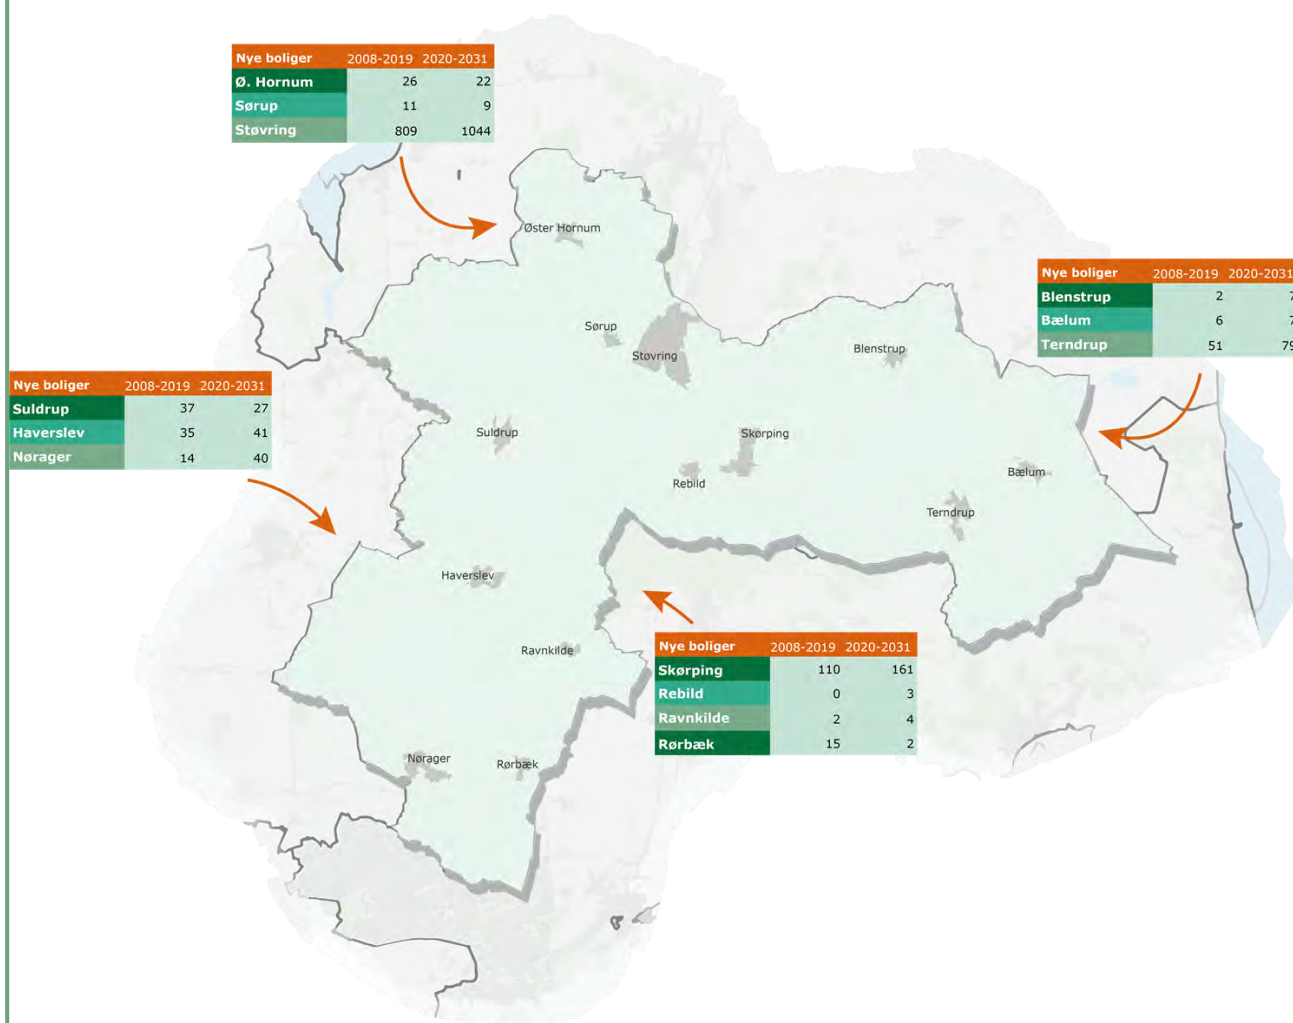 Nye boliger 2008-2019 2020-2031
Ø. Hornum 26 22
Sørup 11 9
Støvring 809 1044
Øster Hornum
Nye boliger 2008-2019 2020-2031
Blenstrup 2 7
Bælum 6 7
Terndrup 51 79
Sørup
Støvring
Blenstrup
Nye boliger 2008-2019 2020-2031
Suldrup 37 27
Haverslev 35 41
Nørager 14 40
Suldrup
Skørping
Rebild
Bælum
Terndrup
Haverslev
Ravnkilde
Nye boliger 2008-2019 2020-2031
Skørping 110 161
Rebild 0 3
Ravnkilde 2 4
Rørbæk 15 2
Nørager
Rørbæk